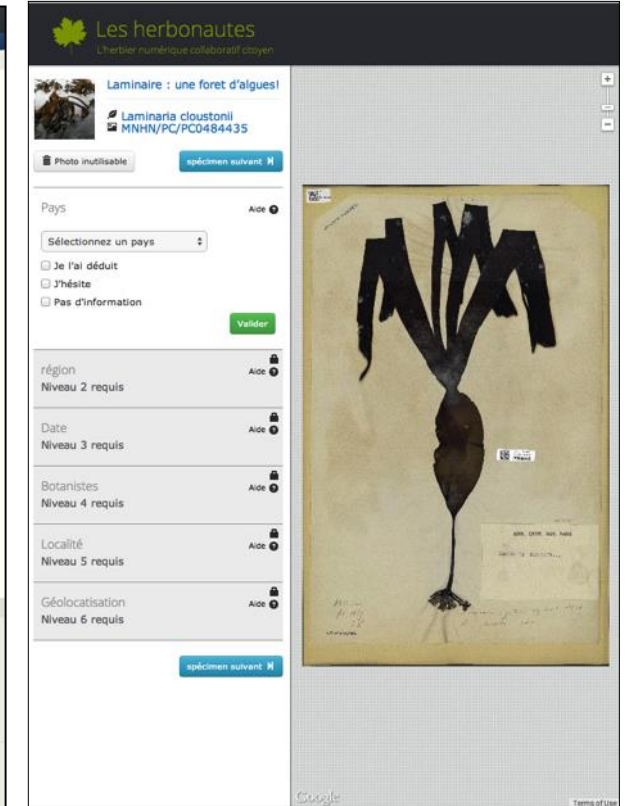 Les herbonautes
L'herbier numérique collaboratif citoyen
Laminaire : une foret d'algues!
Laminaria cloustonii
MNHN/PC/PC0484435
Photo inutilisable
spécimen suivant
Pays
Aide
Sélectionnez un pays
Je l'ai déduit
J'hésite
Pas d'information
Valider
région
Aide
Niveau 2 requis
Date
Aide
Niveau 3 requis
Botanistes
Aide
Niveau 4 requis
Localité
Aide
Niveau 5 requis
Géolocatisation
Aide
Niveau 6 requis
spécimen suivant
+
−
Google
Terms of Use